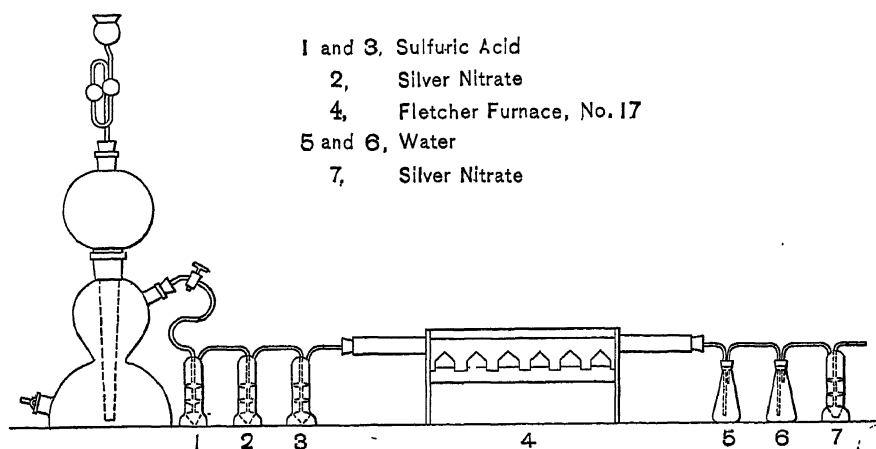 1 and 3, Sulfuric Acid
2, Silver Nitrate
4, Fletcher Furnace, No. 17
5 and 6, Water
7, Silver Nitrate
1 2 3 4 5 6 7